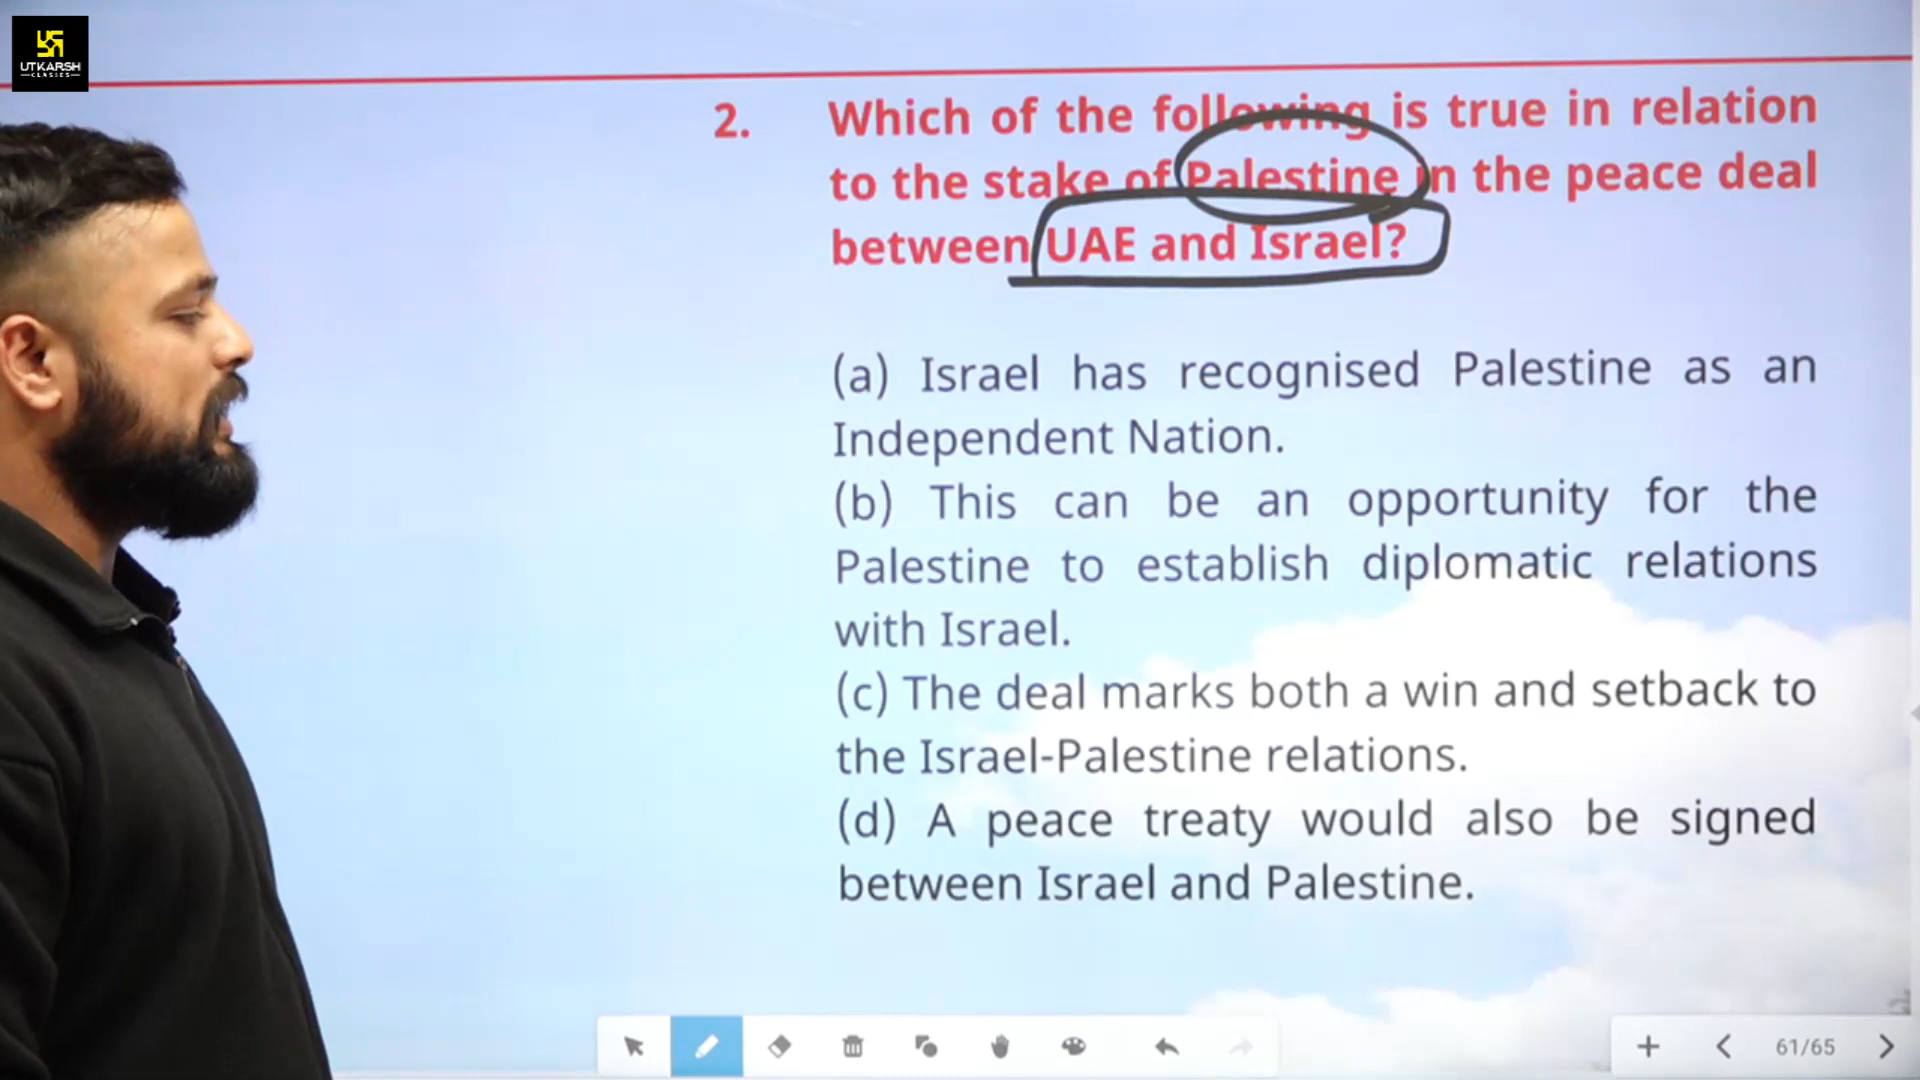 UTKARSH
CLASSES
2. Which of the following is true in relation
to the stake of Palestine in the peace deal
between UAE and Israel?
(a) Israel has recognised Palestine as an
Independent Nation.
(b) This can be an opportunity for the
Palestine to establish diplomatic relations
with Israel.
(c) The deal marks both a win and setback to
the Israel-Palestine relations.
(d) A peace treaty would also be signed
between Israel and Palestine.
61/65